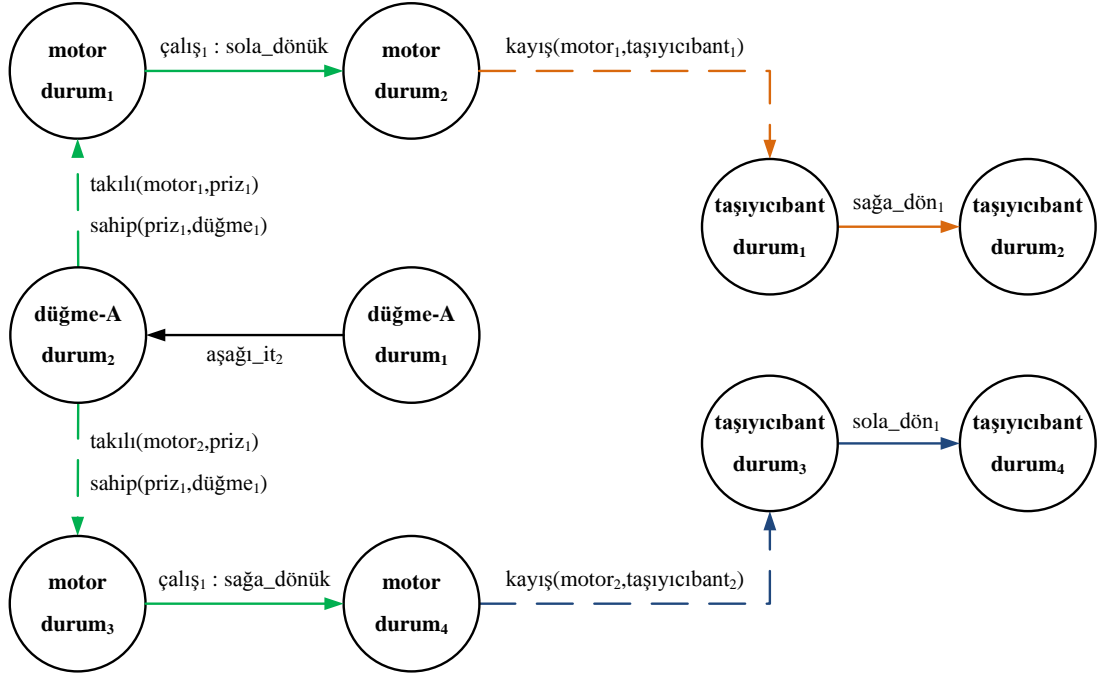 motor
durum₁
çalış₁ : sola_dönük
motor
durum₂
kayış(motor₁,taşıyıcıbant₁)
takılı(motor₁,priz₁)
sahip(priz₁,düğme₁)
taşıyıcıbant
durum₁
sağa_dön₁
taşıyıcıbant
durum₂
düğme-A
durum₂
aşağı_it₂
düğme-A
durum₁
takılı(motor₂,priz₁)
sahip(priz₁,düğme₁)
taşıyıcıbant
durum₃
sola_dön₁
taşıyıcıbant
durum₄
motor
durum₃
çalış₁ : sağa_dönük
motor
durum₄
kayış(motor₂,taşıyıcıbant₂)